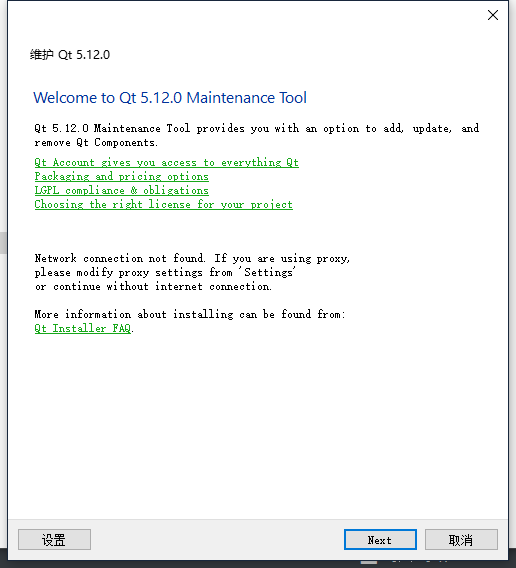 维护 Qt 5.12.0
Welcome to Qt 5.12.0 Maintenance Tool
Qt 5.12.0 Maintenance Tool provides you with an option to add, update, and
remove Qt Components.
Qt Account gives you access to everything Qt
Packaging and pricing options
LGPL compliance & obligations
Choosing the right license for your project
Network connection not found. If you are using proxy,
please modify proxy settings from 'Settings'
or continue without internet connection.
More information about installing can be found from:
Qt Installer FAQ.
设置
Next
取消